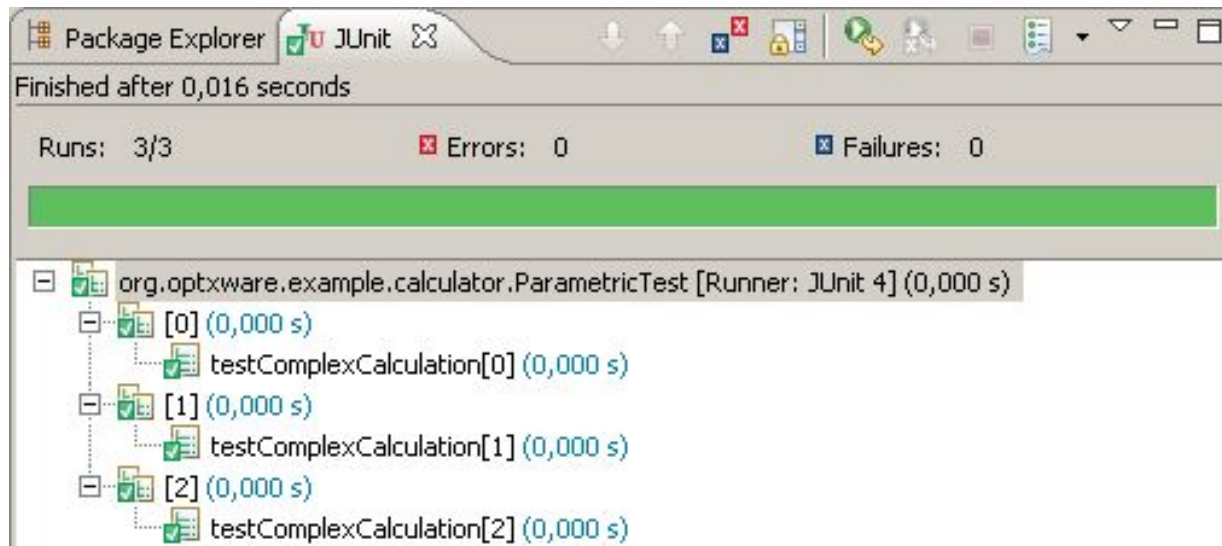 Package Explorer JUnit
Finished after 0,016 seconds
Runs: 3/3 Errors: 0 Failures: 0
org.optxware.example.calculator.ParametricTest [Runner: JUnit 4] (0,000 s)
[0] (0,000 s)
testComplexCalculation[0] (0,000 s)
[1] (0,000 s)
testComplexCalculation[1] (0,000 s)
[2] (0,000 s)
testComplexCalculation[2] (0,000 s)